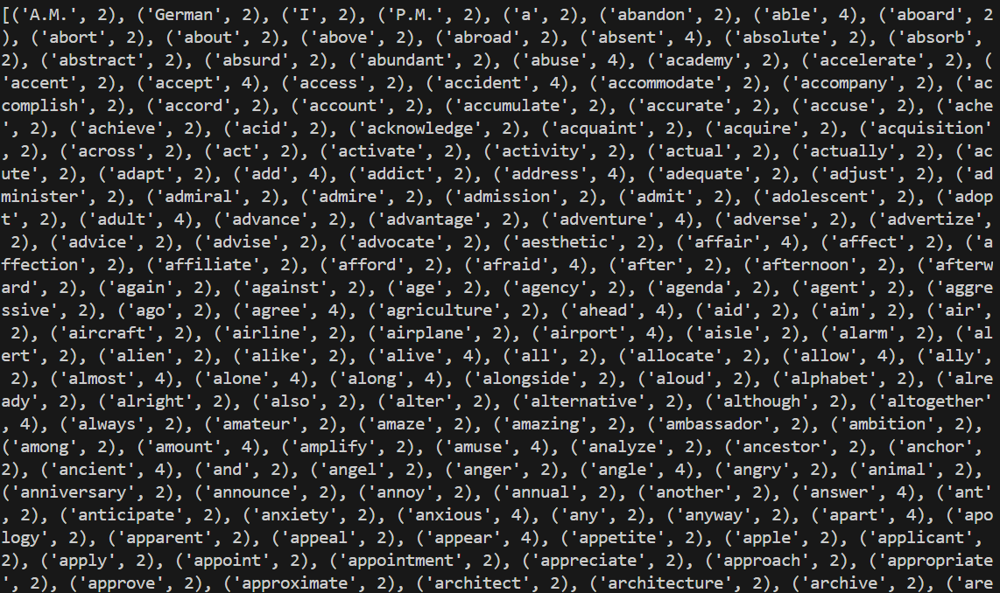 [('A.M.', 2), ('German', 2), ('I', 2), ('P.M.', 2), ('a', 2), ('abandon', 2), ('able', 4), ('aboard', 2
), ('abort', 2), ('about', 2), ('above', 2), ('abroad', 2), ('absent', 4), ('absolute', 2), ('absorb',
2), ('abstract', 2), ('absurd', 2), ('abundant', 2), ('abuse', 4), ('academy', 2), ('accelerate', 2), (
'accent', 2), ('accept', 4), ('access', 2), ('accident', 4), ('accommodate', 2), ('accompany', 2), ('ac
complish', 2), ('accord', 2), ('account', 2), ('accumulate', 2), ('accurate', 2), ('accuse', 2), ('ache
', 2), ('achieve', 2), ('acid', 2), ('acknowledge', 2), ('acquaint', 2), ('acquire', 2), ('acquisition'
, 2), ('across', 2), ('act', 2), ('activate', 2), ('activity', 2), ('actual', 2), ('actually', 2), ('ac
ute', 2), ('adapt', 2), ('add', 4), ('addict', 2), ('address', 4), ('adequate', 2), ('adjust', 2), ('ad
minister', 2), ('admiral', 2), ('admire', 2), ('admission', 2), ('admit', 2), ('adolescent', 2), ('adop
t', 2), ('adult', 4), ('advance', 2), ('advantage', 2), ('adventure', 4), ('adverse', 2), ('advertize',
 2), ('advice', 2), ('advise', 2), ('advocate', 2), ('aesthetic', 2), ('affair', 4), ('affect', 2), ('a
ffection', 2), ('affiliate', 2), ('afford', 2), ('afraid', 4), ('after', 2), ('afternoon', 2), ('afterw
ard', 2), ('again', 2), ('against', 2), ('age', 2), ('agency', 2), ('agenda', 2), ('agent', 2), ('aggre
ssive', 2), ('ago', 2), ('agree', 4), ('agriculture', 2), ('ahead', 4), ('aid', 2), ('aim', 2), ('air',
 2), ('aircraft', 2), ('airline', 2), ('airplane', 2), ('airport', 4), ('aisle', 2), ('alarm', 2), ('al
ert', 2), ('alien', 2), ('alike', 2), ('alive', 4), ('all', 2), ('allocate', 2), ('allow', 4), ('ally',
 2), ('almost', 4), ('alone', 4), ('along', 4), ('alongside', 2), ('aloud', 2), ('alphabet', 2), ('alre
ady', 2), ('alright', 2), ('also', 2), ('alter', 2), ('alternative', 2), ('although', 2), ('altogether'
, 4), ('always', 2), ('amateur', 2), ('amaze', 2), ('amazing', 2), ('ambassador', 2), ('ambition', 2),
('among', 2), ('amount', 4), ('amplify', 2), ('amuse', 4), ('analyze', 2), ('ancestor', 2), ('anchor',
2), ('ancient', 4), ('and', 2), ('angel', 2), ('anger', 2), ('angle', 4), ('angry', 2), ('animal', 2),
('anniversary', 2), ('announce', 2), ('annoy', 2), ('annual', 2), ('another', 2), ('answer', 4), ('ant'
, 2), ('anticipate', 2), ('anxiety', 2), ('anxious', 4), ('any', 2), ('anyway', 2), ('apart', 4), ('apo
logy', 2), ('apparent', 2), ('appeal', 2), ('appear', 4), ('appetite', 2), ('apple', 2), ('applicant',
2), ('apply', 2), ('appoint', 2), ('appointment', 2), ('appreciate', 2), ('approach', 2), ('appropriate
', 2), ('approve', 2), ('approximate', 2), ('architect', 2), ('architecture', 2), ('archive', 2), ('are